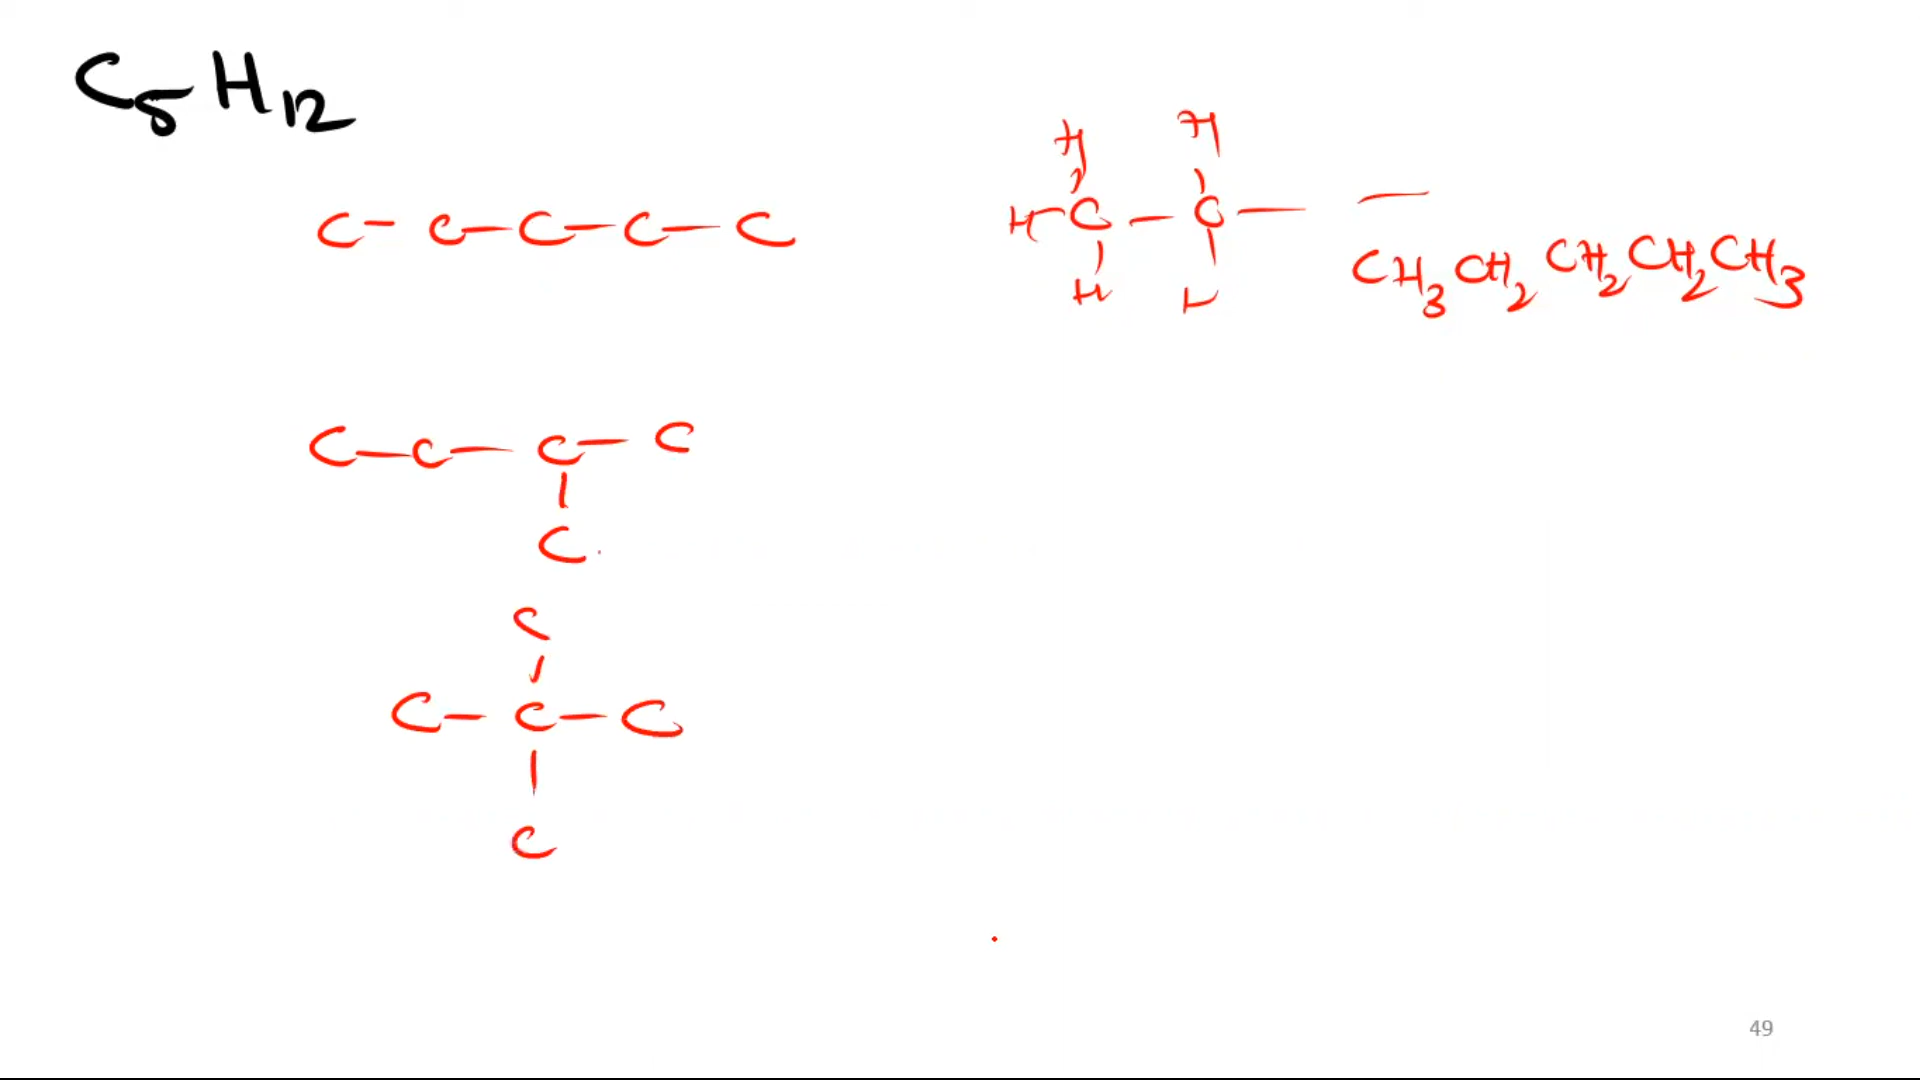 C5H12
C-C-C-C-C
H H
H-C-C- -
H H
CH3CH2CH2CH2CH3
C-C-C-C
C
C
C-C-C
C
49